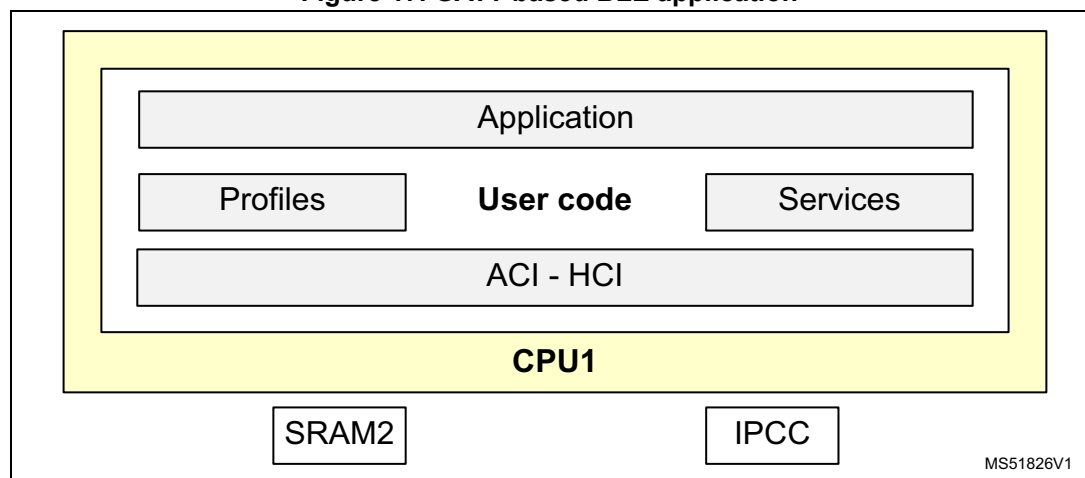 Application
Profiles
User code
Services
ACI - HCI
CPU1
SRAM2
IPCC
MS51826V1